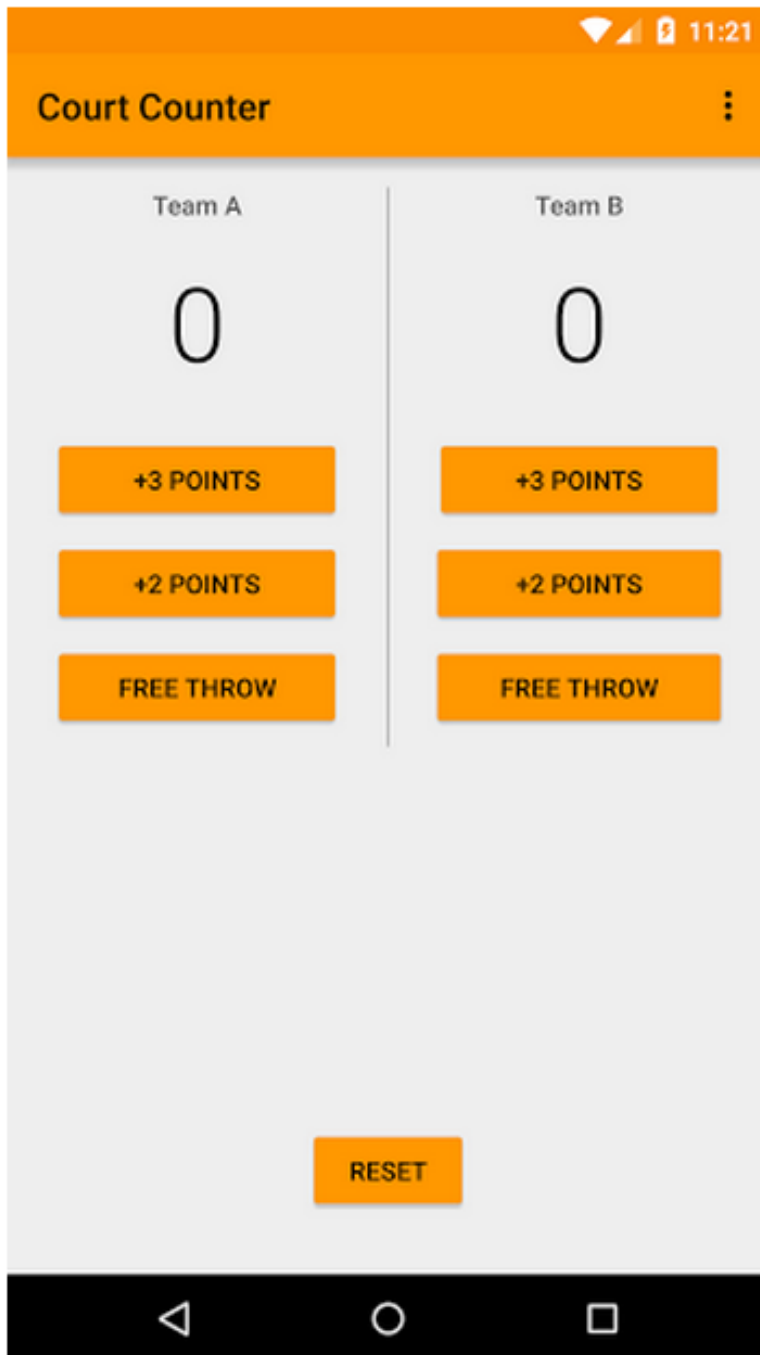 11:21
Court Counter
Team A
0
+3 POINTS
+2 POINTS
FREE THROW
Team B
0
+3 POINTS
+2 POINTS
FREE THROW
RESET